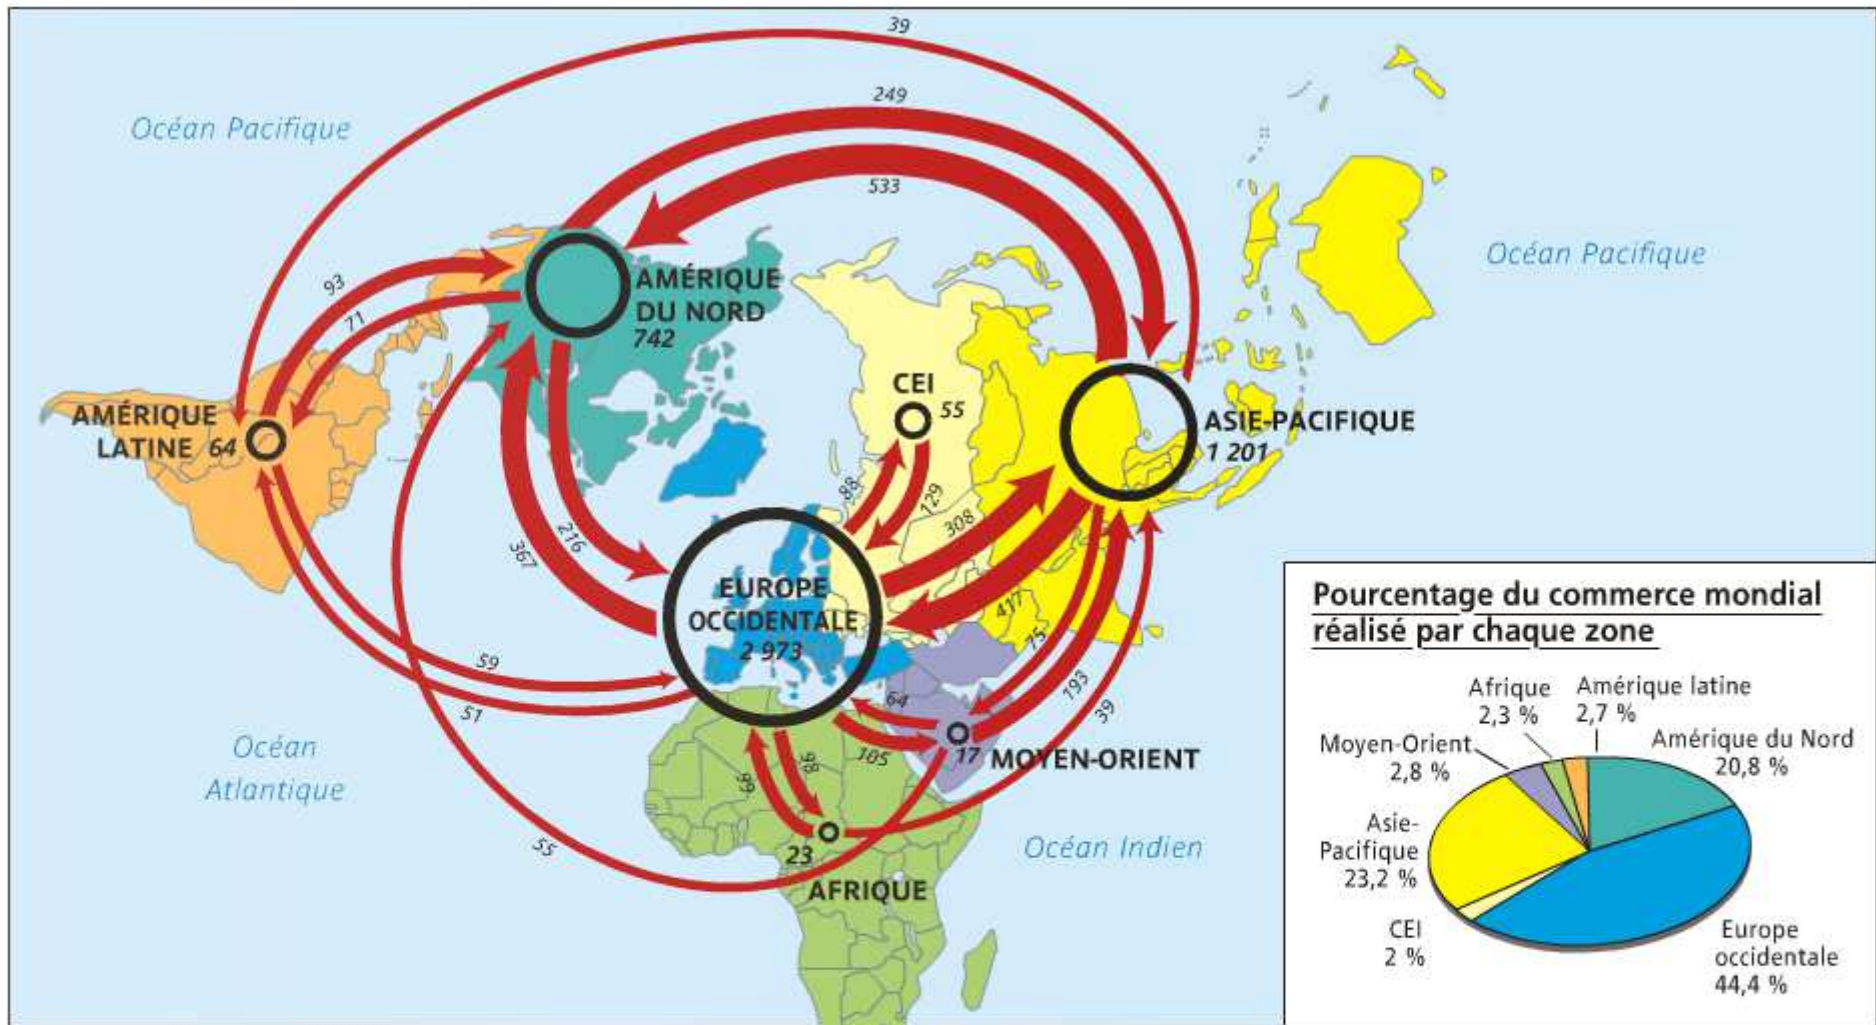 39
Océan Pacifique
249
533
Océan Pacifique
93
71
AMÉRIQUE
DU NORD
742
CEI
55
AMÉRIQUE
LATINE 64
ASIE-PACIFIQUE
1 201
88
129
308
367
216
EUROPE
OCCIDENTALE
2 973
417
75
193
39
59
51
64
105
17
MOYEN-ORIENT
Océan
Atlantique
99
98
55
23
AFRIQUE
Océan Indien
Pourcentage du commerce mondial
réalisé par chaque zone
Afrique
2,3 %
Amérique latine
2,7 %
Moyen-Orient
2,8 %
Amérique du Nord
20,8 %
Asie-
Pacifique
23,2 %
CEI
2 %
Europe
occidentale
44,4 %